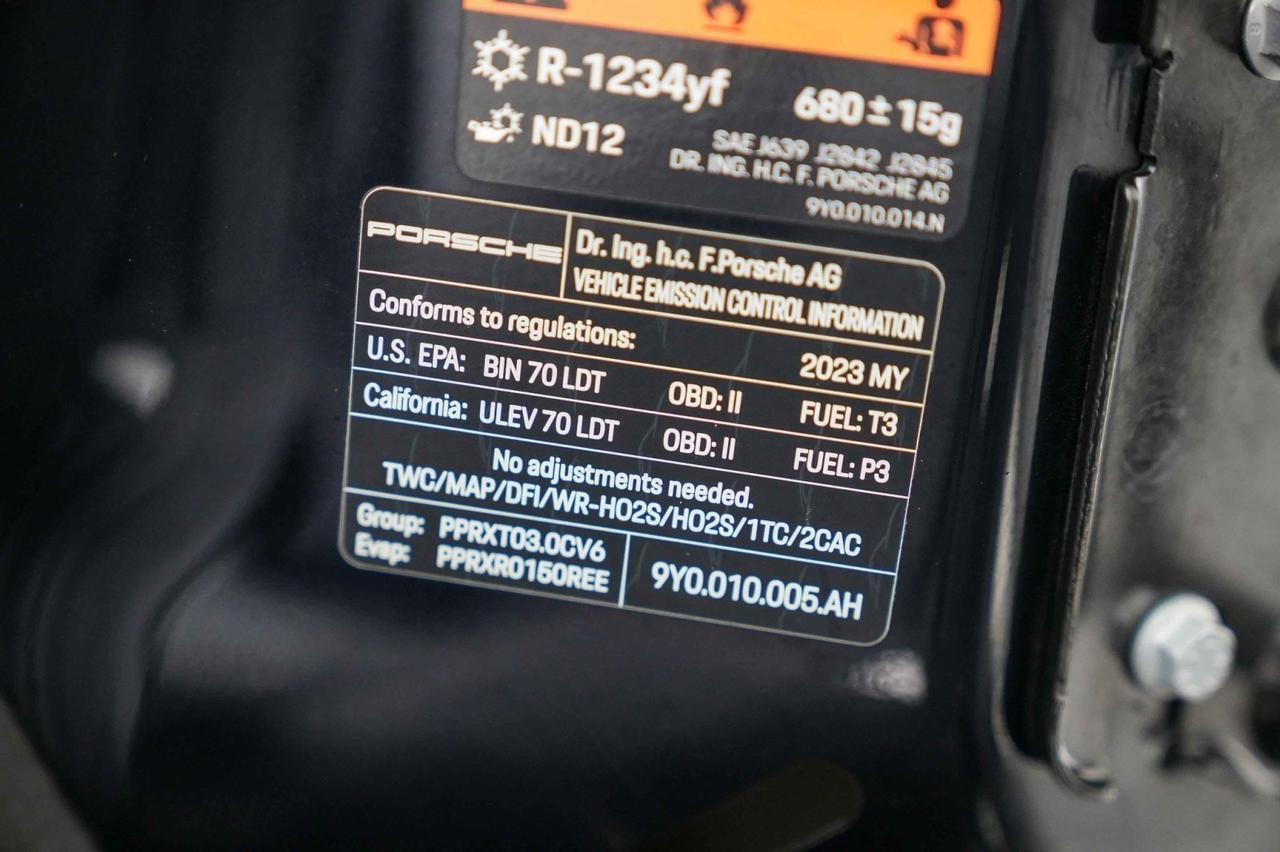 R-1234yf 680 ± 15g
ND12
SAE J639 J2842 J2845
DR. ING. H.C. F. PORSCHE AG
9Y0.010.014.N
PORSCHE
Dr. Ing. h.c. F.Porsche AG
VEHICLE EMISSION CONTROL INFORMATION
Conforms to regulations: 2023 MY
U.S. EPA: BIN 70 LDT OBD: II FUEL: T3
California: ULEV 70 LDT OBD: II FUEL: P3
No adjustments needed.
TWC/MAP/DFI/WR-HO2S/HO2S/1TC/2CAC
Group: PPRXT03.0CV6
Evap: PPRXR0150REE
9Y0.010.005.AH